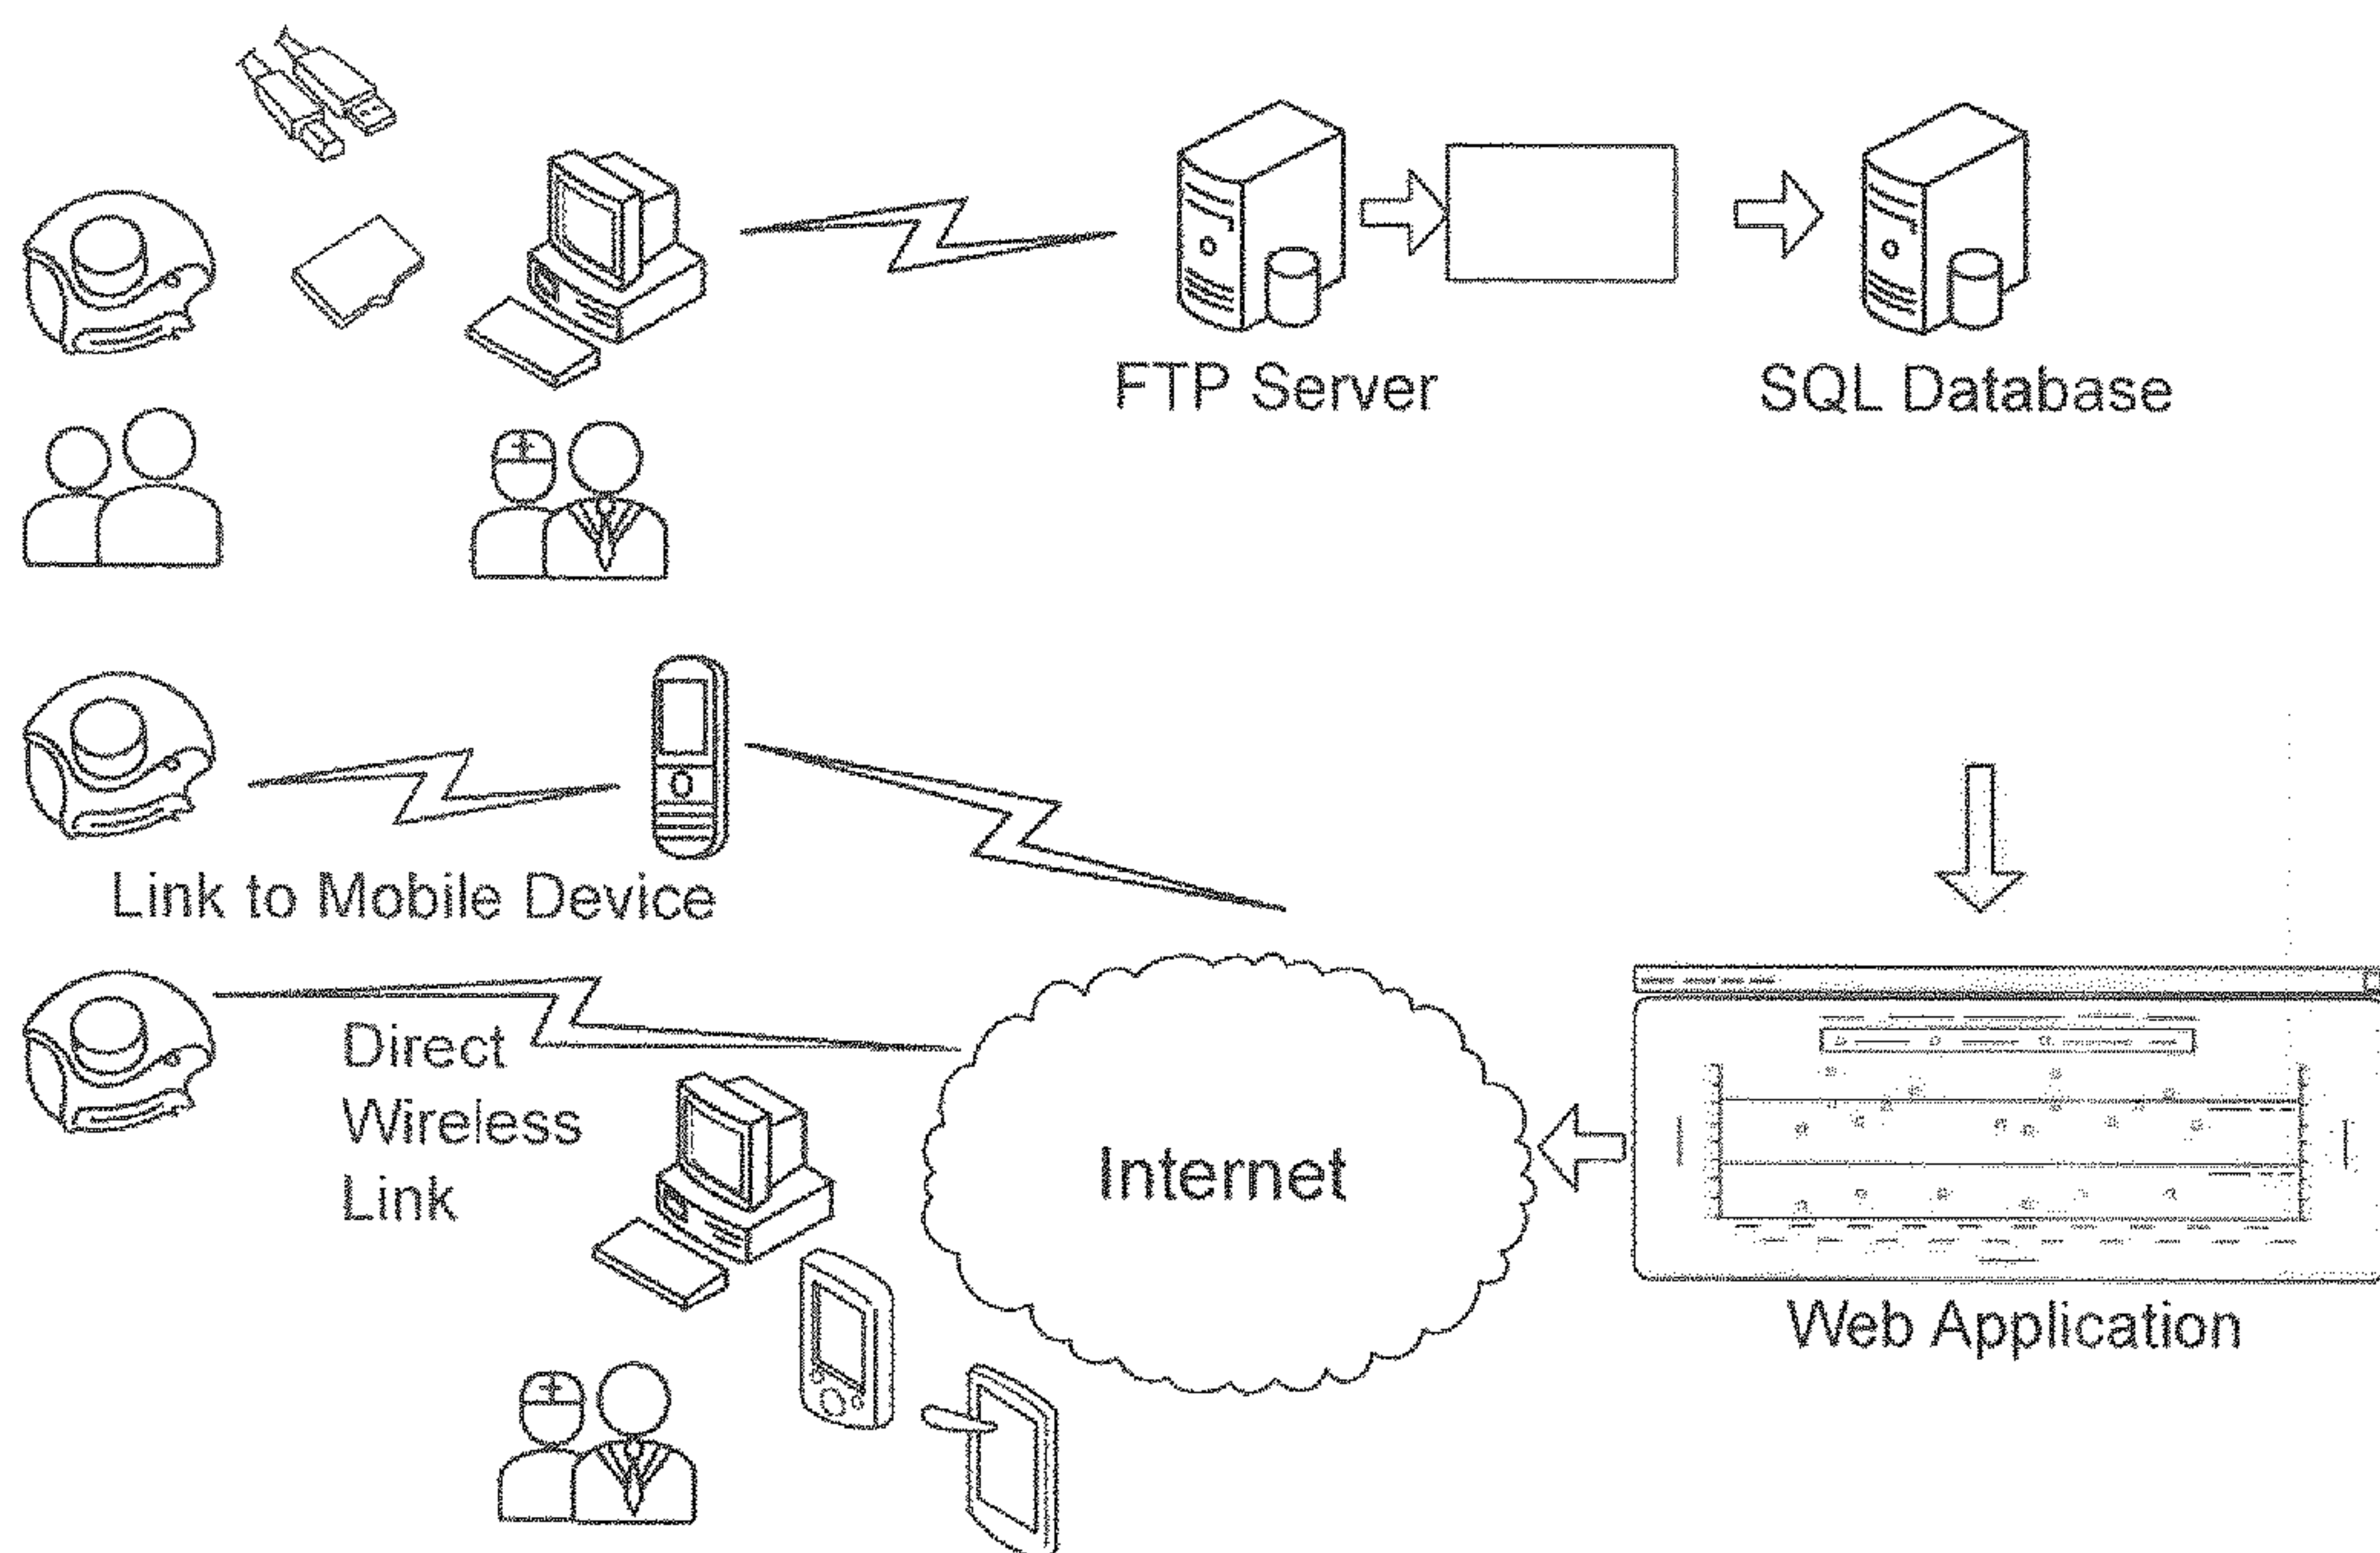 FTP Server
SQL Database
Link to Mobile Device
Direct
Wireless
Link
Internet
Web Application